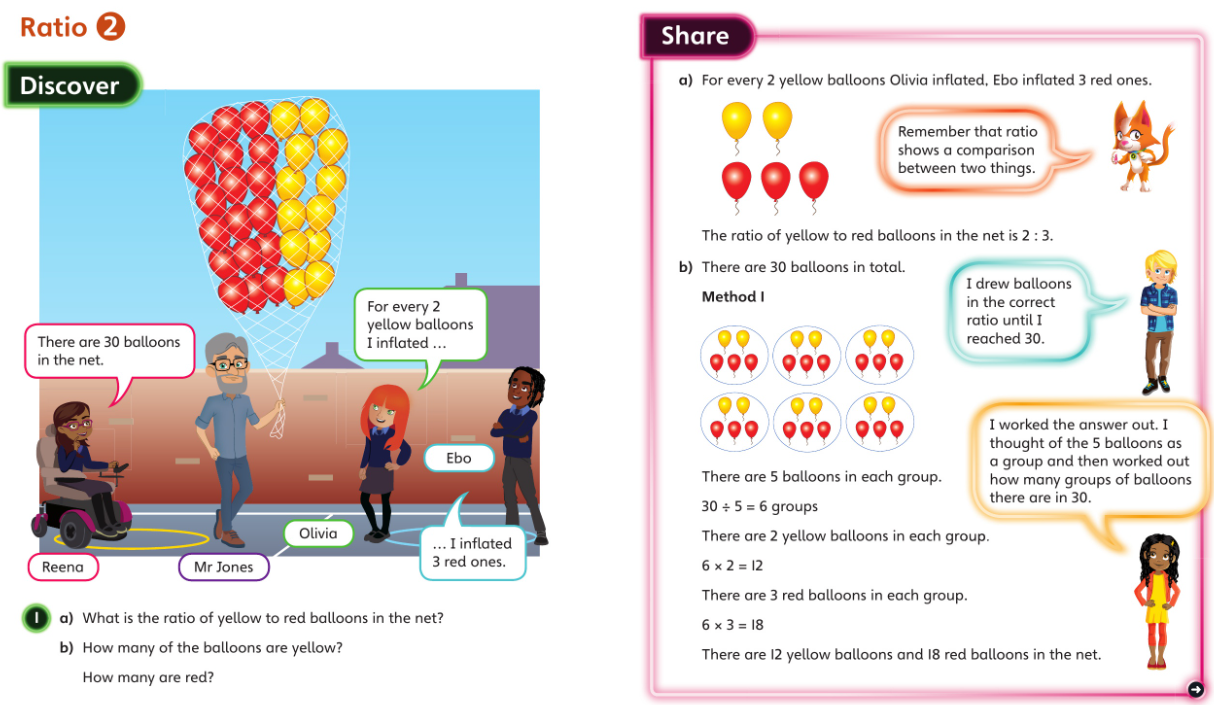 Ratio 2
Discover
There are 30 balloons
in the net.
For every 2
yellow balloons
I inflated ...
Ebo
Olivia
... I inflated
3 red ones.
Reena
Mr Jones
1 a) What is the ratio of yellow to red balloons in the net?
b) How many of the balloons are yellow?
How many are red?
Share
a) For every 2 yellow balloons Olivia inflated, Ebo inflated 3 red ones.
Remember that ratio
shows a comparison
between two things.
The ratio of yellow to red balloons in the net is 2 : 3.
b) There are 30 balloons in total.
Method 1
I drew balloons
in the correct
ratio until I
reached 30.
I worked the answer out. I
thought of the 5 balloons as
a group and then worked out
how many groups of balloons
there are in 30.
There are 5 balloons in each group.
30 ÷ 5 = 6 groups
There are 2 yellow balloons in each group.
6 × 2 = 12
There are 3 red balloons in each group.
6 × 3 = 18
There are 12 yellow balloons and 18 red balloons in the net.